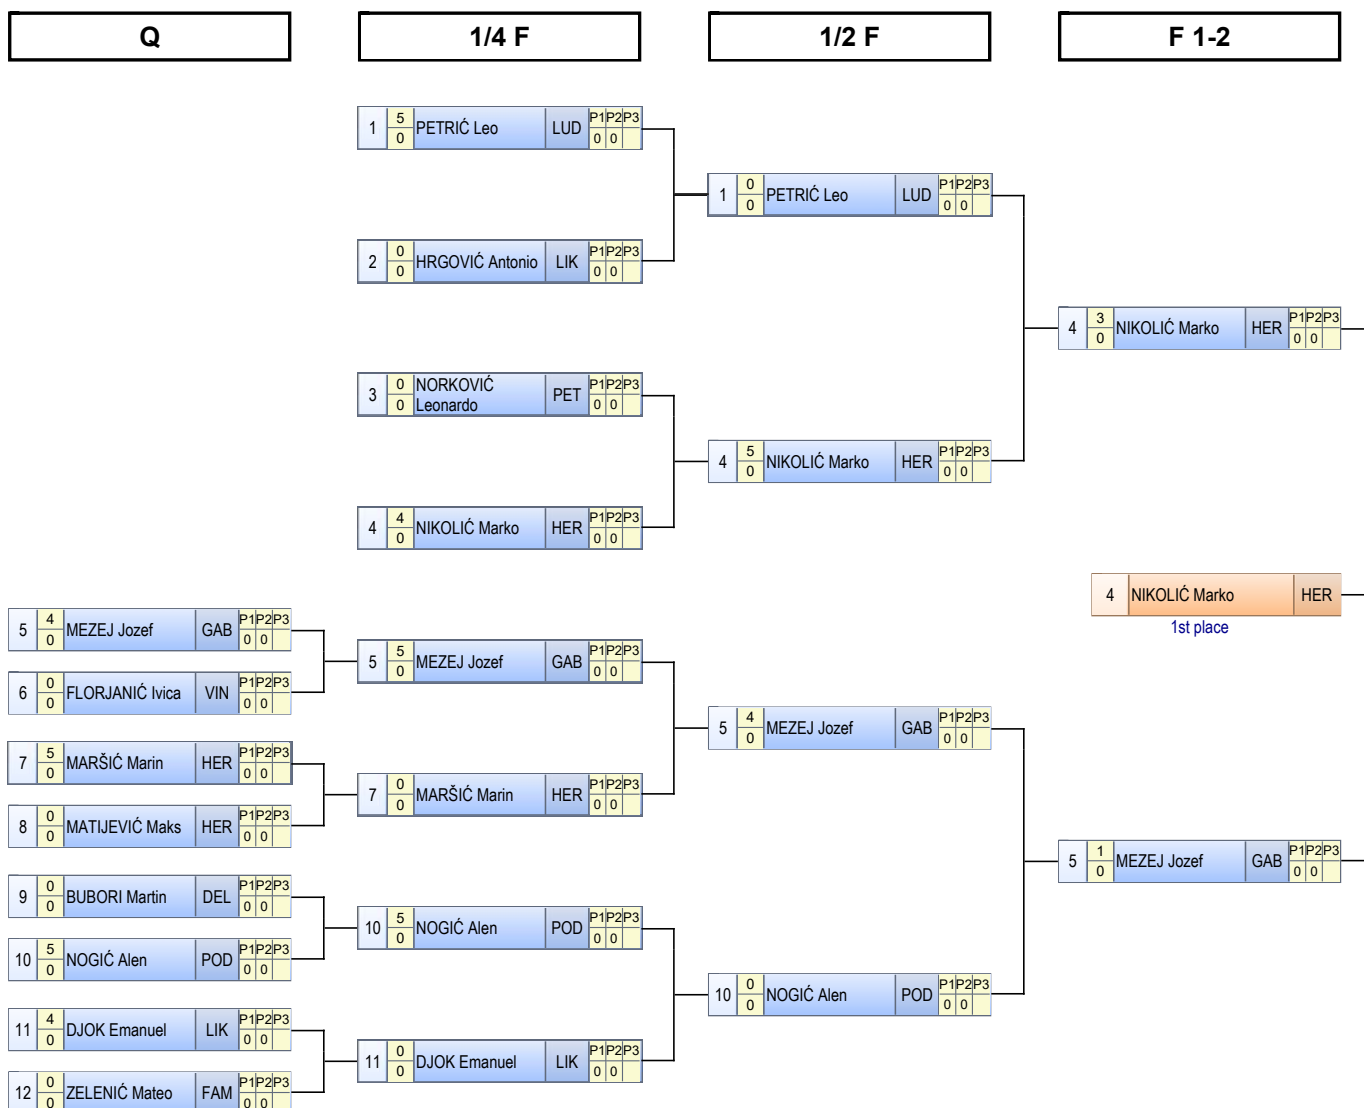 Q 1/4 F 1/2 F F 1-2
1 5 PETRIĆ Leo LUD P1 P2 P3
0 0 0
1 0 PETRIĆ Leo LUD P1 P2 P3
0 0 0
2 0 HRGOVIĆ Antonio LIK P1 P2 P3
0 0 0
4 3 NIKOLIĆ Marko HER P1 P2 P3
0 0 0
3 0 NORKOVIĆ Leonardo PET P1 P2 P3
0 0 0
4 5 NIKOLIĆ Marko HER P1 P2 P3
0 0 0
4 4 NIKOLIĆ Marko HER P1 P2 P3
0 0 0
4 NIKOLIĆ Marko HER
1st place
5 4 MEZEJ Jozef GAB P1 P2 P3
0 0 0
5 5 MEZEJ Jozef GAB P1 P2 P3
0 0 0
6 0 FLORJANIĆ Ivica VIN P1 P2 P3
0 0 0
5 4 MEZEJ Jozef GAB P1 P2 P3
0 0 0
7 5 MARŠIĆ Marin HER P1 P2 P3
0 0 0
7 0 MARŠIĆ Marin HER P1 P2 P3
0 0 0
8 0 MATIJEVIĆ Maks HER P1 P2 P3
0 0 0
5 1 MEZEJ Jozef GAB P1 P2 P3
0 0 0
9 0 BUBORI Martin DEL P1 P2 P3
0 0 0
10 5 NOGIĆ Alen POD P1 P2 P3
0 0 0
10 5 NOGIĆ Alen POD P1 P2 P3
0 0 0
10 0 NOGIĆ Alen POD P1 P2 P3
0 0 0
11 4 DJOK Emanuel LIK P1 P2 P3
0 0 0
11 0 DJOK Emanuel LIK P1 P2 P3
0 0 0
12 0 ZELENIĆ Mateo FAM P1 P2 P3
0 0 0